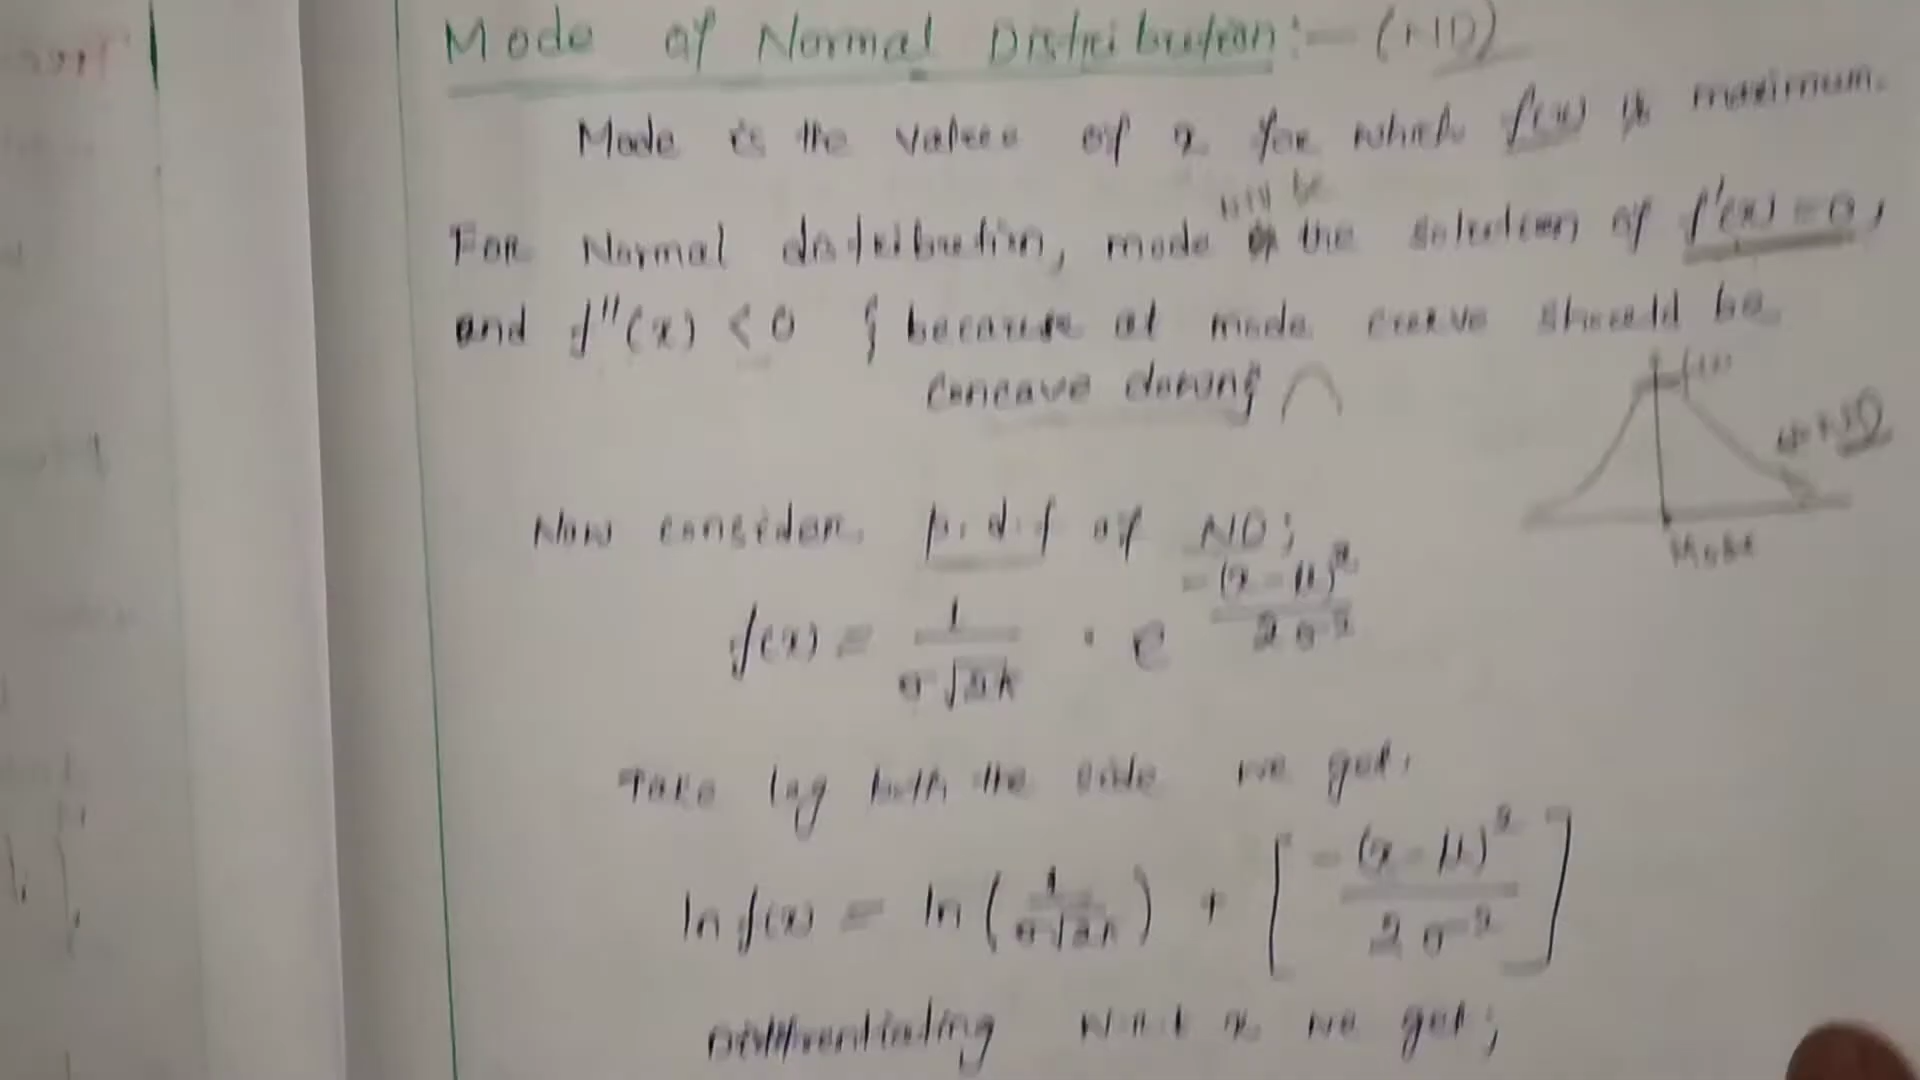 Mode of Normal Distribution :- (ND)
Mode is the value of x for which f(x) is maximum.
will be
For Normal distribution, mode the solution of f'(x) = 0,
and f''(x) < 0 { because at mode curve should be
concave down }
f(x)
ND
Mode
Now consider p.d.f of ND;
f(x) = 1/σ√2π · e^-(x-μ)²/2σ²
Take log both the side we get,
ln f(x) = ln (1/σ√2π) + [-(x-μ)²/2σ²]
Differentiating w.r.t x we get;